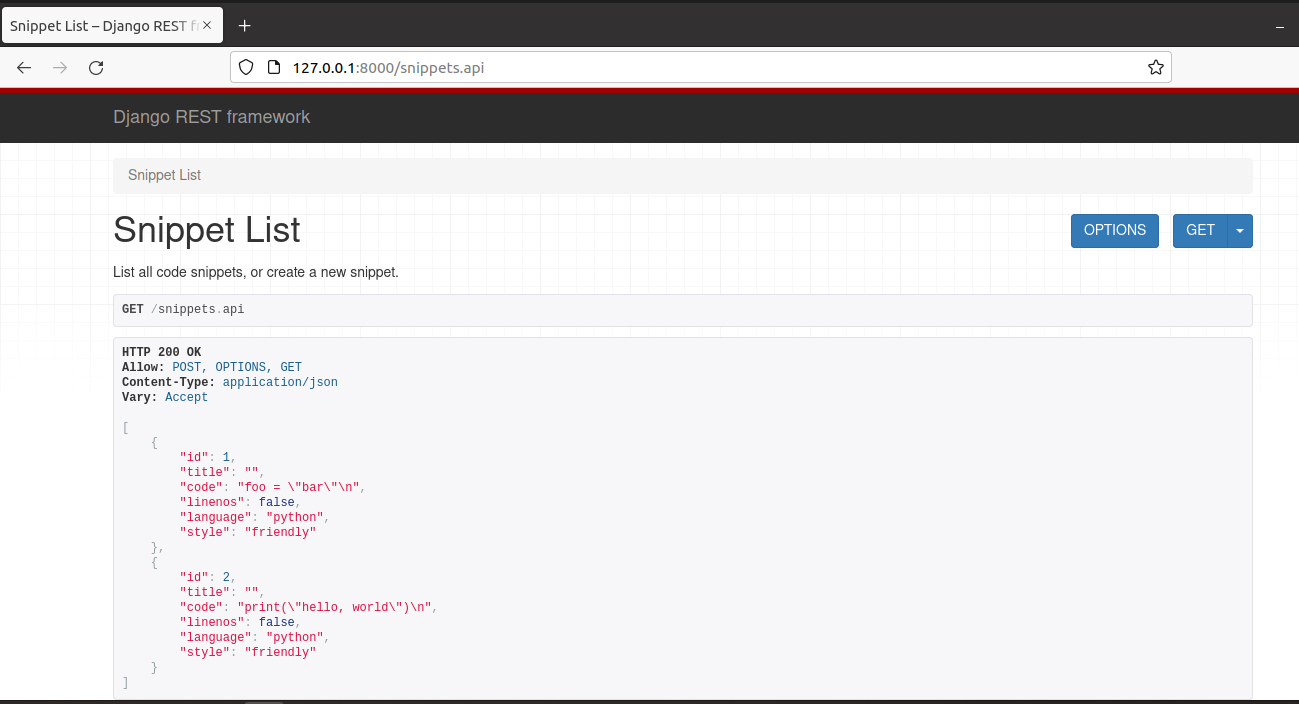 Snippet List – Django REST
127.0.0.1:8000/snippets.api
Django REST framework
Snippet List
Snippet List
OPTIONS
GET
List all code snippets, or create a new snippet.
GET /snippets.api
HTTP 200 OK
Allow: POST, OPTIONS, GET
Content-Type: application/json
Vary: Accept
[
    {
        "id": 1,
        "title": "",
        "code": "foo = \"bar\"\n",
        "linenos": false,
        "language": "python",
        "style": "friendly"
    },
    {
        "id": 2,
        "title": "",
        "code": "print(\"hello, world\")\n",
        "linenos": false,
        "language": "python",
        "style": "friendly"
    }
]